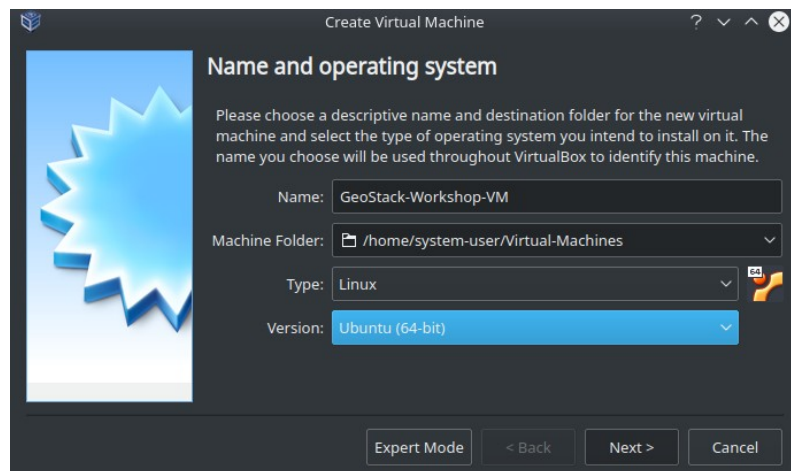 Create Virtual Machine
?
Name and operating system
Please choose a descriptive name and destination folder for the new virtual
machine and select the type of operating system you intend to install on it. The
name you choose will be used throughout VirtualBox to identify this machine.
Name: GeoStack-Workshop-VM
Machine Folder: /home/system-user/Virtual-Machines
Type: Linux
64
Version: Ubuntu (64-bit)
Expert Mode < Back Next > Cancel